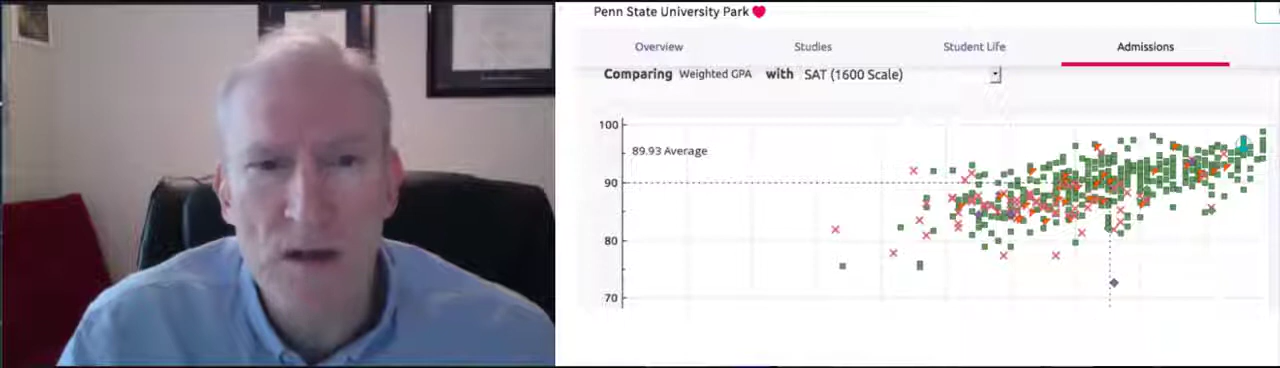 Penn State University Park
Overview Studies Student Life Admissions
Comparing Weighted GPA with SAT (1600 Scale)
100
89.93 Average
90
80
70